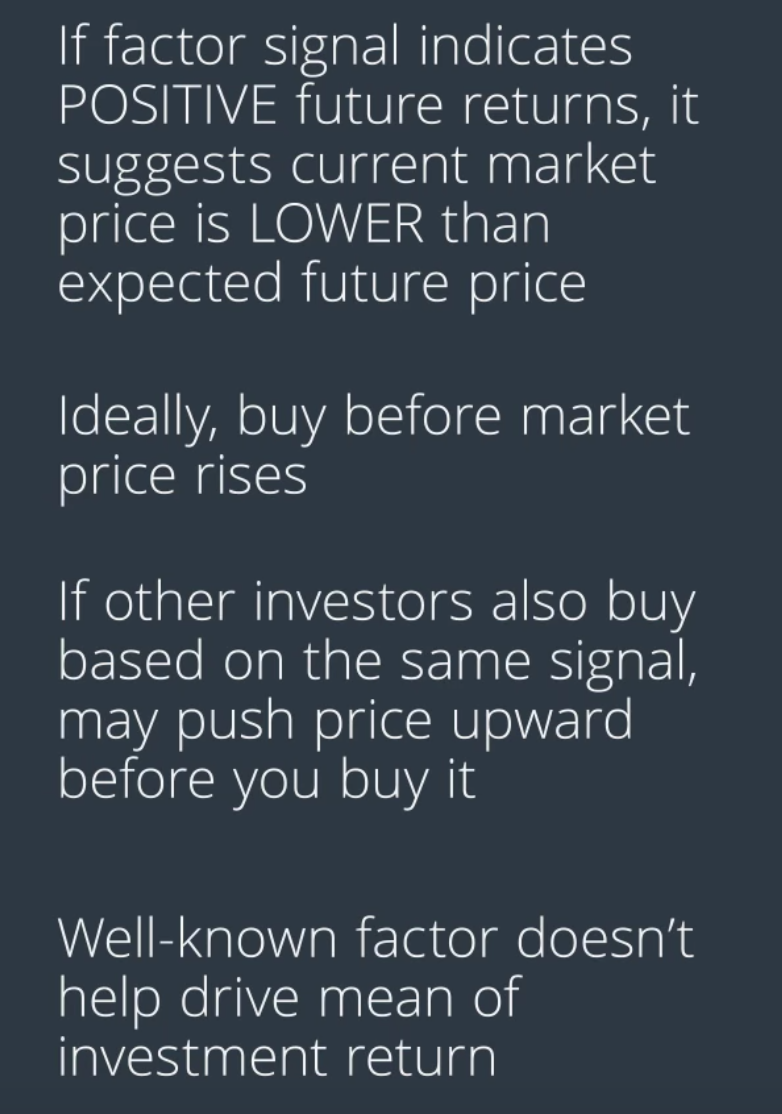 If factor signal indicates
POSITIVE future returns, it
suggests current market
price is LOWER than
expected future price
Ideally, buy before market
price rises
If other investors also buy
based on the same signal,
may push price upward
before you buy it
Well-known factor doesn’t
help drive mean of
investment return